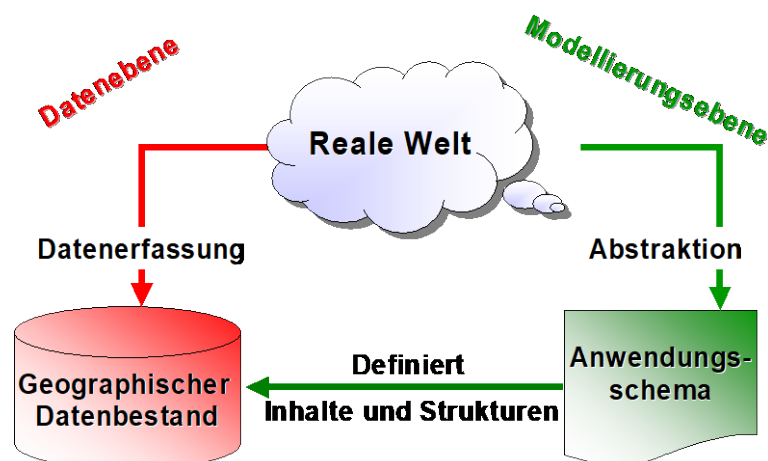 Datenebene
Modellierungsebene
Reale Welt
Datenerfassung
Abstraktion
Geographischer
Datenbestand
Definiert
Inhalte und Strukturen
Anwendungs-
schema